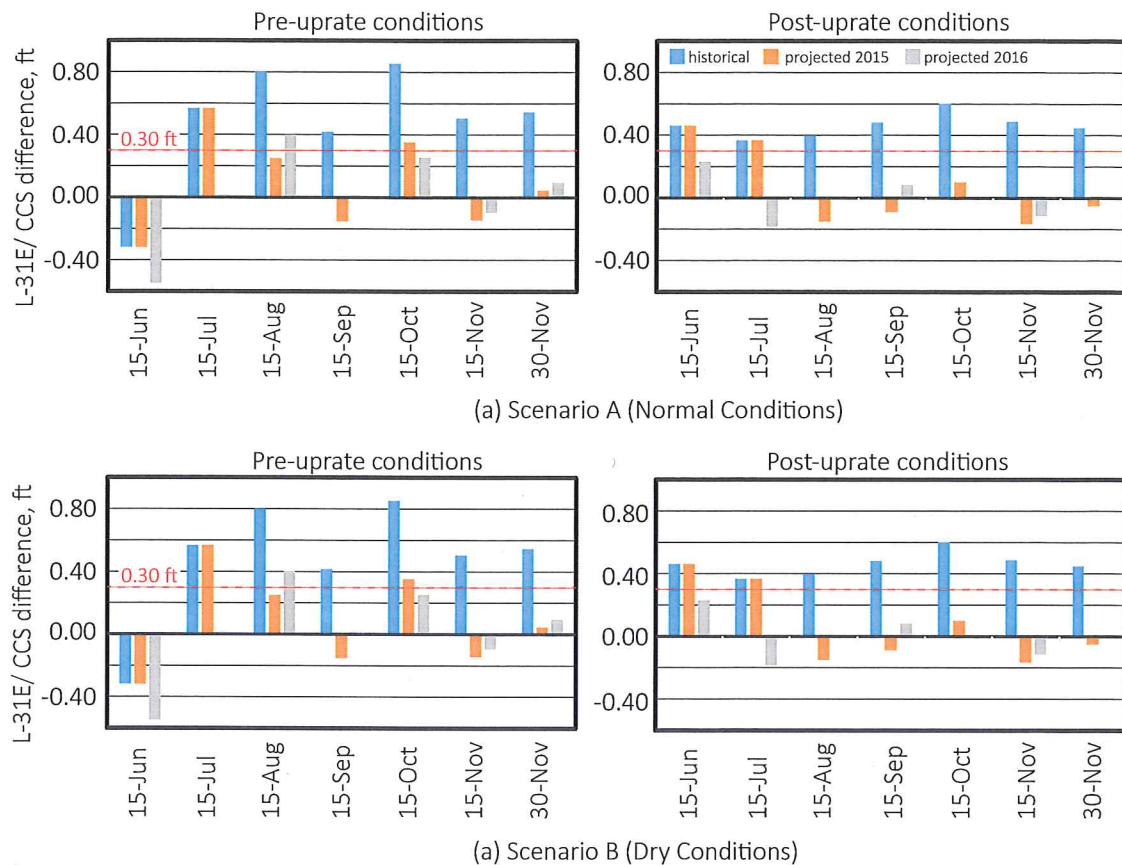 Pre-uprate conditions
Post-uprate conditions
L-31E/ CCS difference, ft
0.80
0.40
0.00
-0.40
0.30 ft
15-Jun
15-Jul
15-Aug
15-Sep
15-Oct
15-Nov
30-Nov
historical projected 2015 projected 2016
0.80
0.40
0.00
-0.40
15-Jun
15-Jul
15-Aug
15-Sep
15-Oct
15-Nov
30-Nov
(a) Scenario A (Normal Conditions)
Pre-uprate conditions
Post-uprate conditions
L-31E/ CCS difference, ft
0.80
0.40
0.00
-0.40
0.30 ft
15-Jun
15-Jul
15-Aug
15-Sep
15-Oct
15-Nov
30-Nov
0.80
0.40
0.00
-0.40
15-Jun
15-Jul
15-Aug
15-Sep
15-Oct
15-Nov
30-Nov
(a) Scenario B (Dry Conditions)